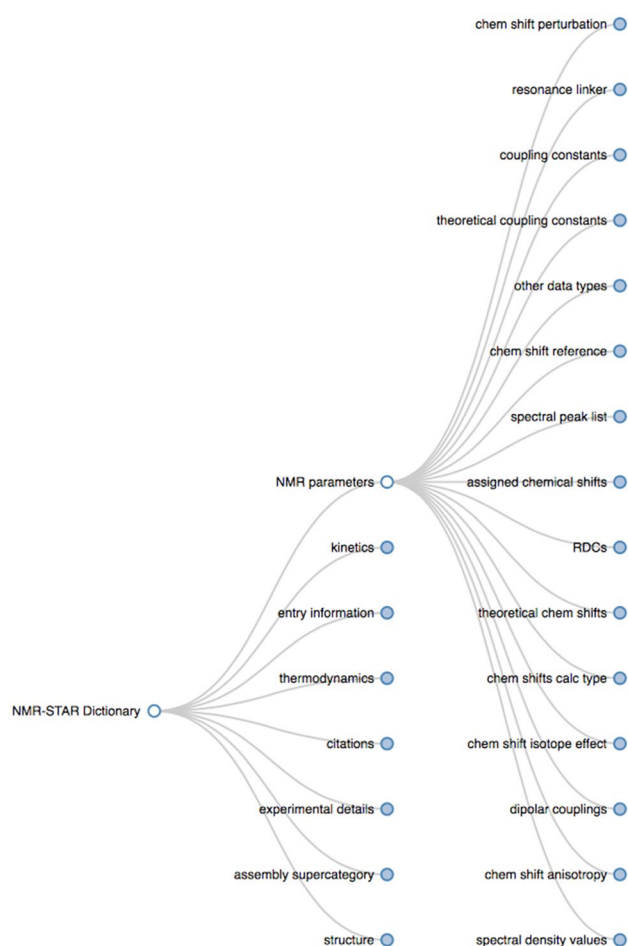 chem shift perturbation
resonance linker
coupling constants
theoretical coupling constants
other data types
chem shift reference
spectral peak list
NMR parameters
assigned chemical shifts
kinetics
RDCs
entry information
theoretical chem shifts
thermodynamics
chem shifts calc type
NMR-STAR Dictionary
citations
chem shift isotope effect
experimental details
dipolar couplings
assembly supercategory
chem shift anisotropy
structure
spectral density values